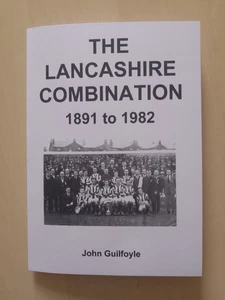 THE
LANCASHIRE
COMBINATION
1891 to 1982
John Guilfoyle